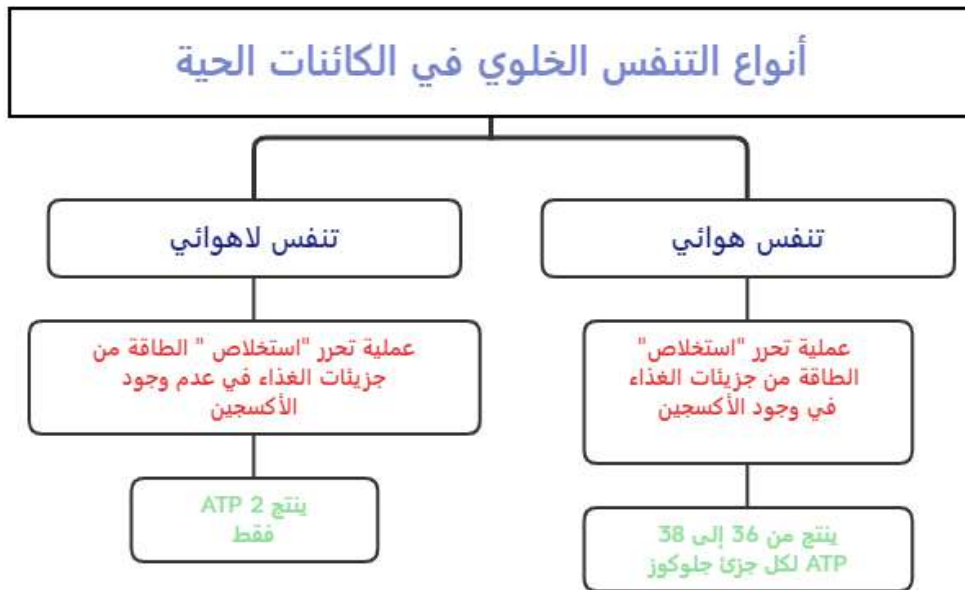 أنواع التنفس الخلوي في الكائنات الحية
تنفس هوائي
عملية تحرر "استخلاص"
الطاقة من جزيئات الغذاء
في وجود الأكسجين
ينتج من 36 إلى 38
ATP لكل جزئ جلوكوز
تنفس لاهوائي
عملية تحرر "استخلاص " الطاقة من
جزيئات الغذاء في عدم وجود
الأكسجين
ينتج 2 ATP
فقط